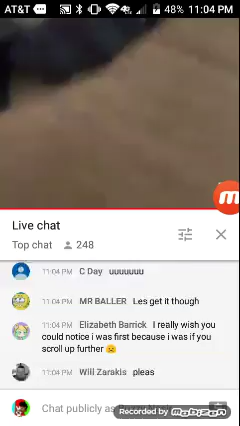 AT&T 48% 11:04 PM
Live chat
Top chat 248
11:04 PM C Day uuuuuuu
11:04 PM MR BALLER Les get it though
11:04 PM Elizabeth Barrick I really wish you
could notice i was first because i was if you
scroll up further
11:04 PM Will Zarakis pleas
Chat publicly as
Recorded by Mobizen